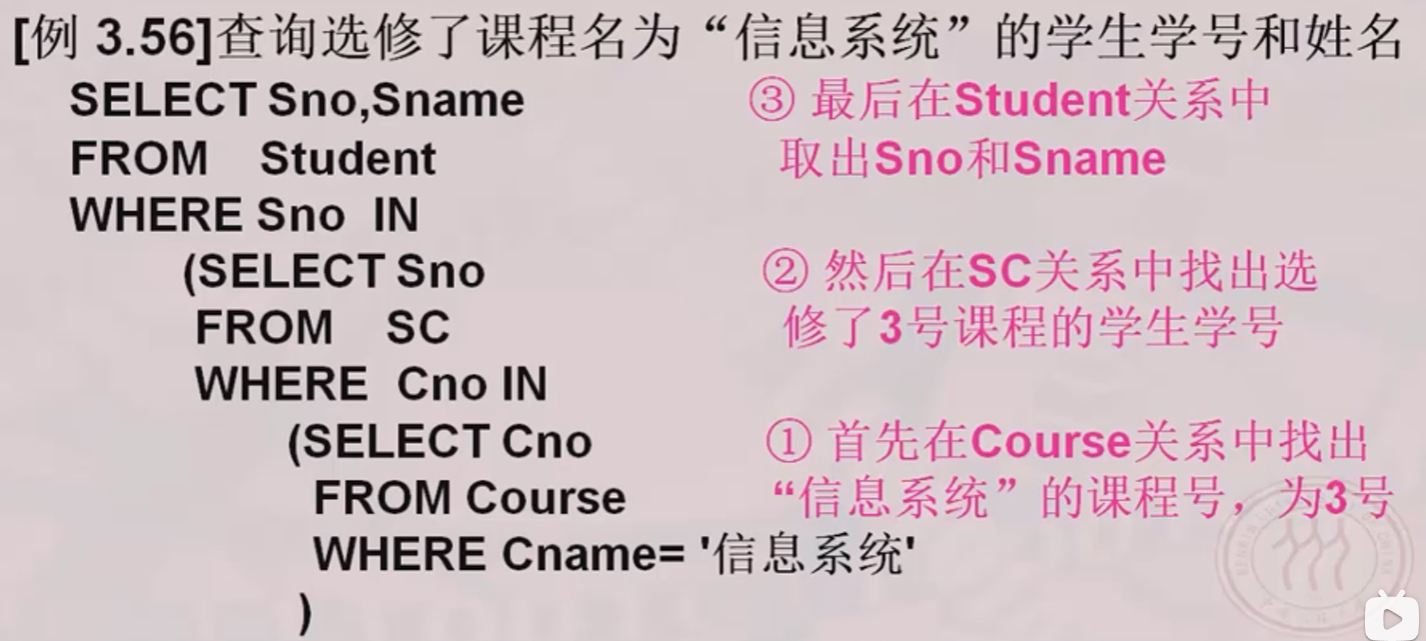 [例 3.56]查询选修了课程名为“信息系统”的学生学号和姓名
SELECT Sno,Sname
③ 最后在Student关系中
FROM Student
取出Sno和Sname
WHERE Sno IN
(SELECT Sno
② 然后在SC关系中找出选
FROM SC
修了3号课程的学生学号
WHERE Cno IN
(SELECT Cno
① 首先在Course关系中找出
FROM Course
“信息系统”的课程号，为3号
WHERE Cname= '信息系统'
)